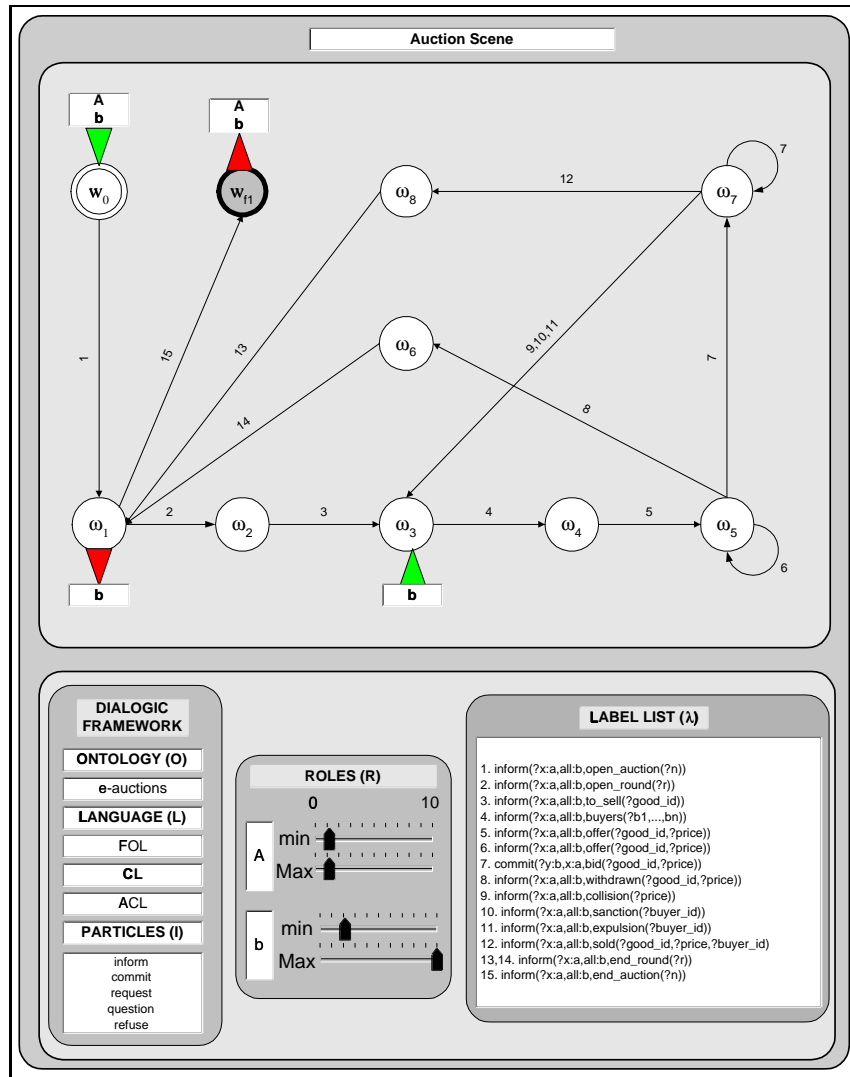 Auction Scene
A
b
A
b
w0
wf1
ω8
12
ω7
7
1
15
13
ω6
9,10,11
7
14
8
ω1
2
ω2
3
ω3
4
ω4
5
ω5
6
b
b
DIALOGIC
FRAMEWORK
ONTOLOGY (O)
e-auctions
LANGUAGE (L)
FOL
CL
ACL
PARTICLES (I)
inform
commit
request
question
refuse
ROLES (R)
0 10
A
min
Max
b
min
Max
LABEL LIST (λ)
1. inform(?x:a,all:b,open_auction(?n))
2. inform(?x:a,all:b,open_round(?r))
3. inform(?x:a,all:b,to_sell(?good_id))
4. inform(?x:a,all:b,buyers(?b1,...,bn))
5. inform(?x:a,all:b,offer(?good_id,?price))
6. inform(?x:a,all:b,offer(?good_id,?price))
7. commit(?y:b,x:a,bid(?good_id,?price))
8. inform(?x:a,all:b,withdrawn(?good_id,?price))
9. inform(?x:a,all:b,collision(?price))
10. inform(?x:a,all:b,sanction(?buyer_id))
11. inform(?x:a,all:b,expulsion(?buyer_id))
12. inform(?x:a,all:b,sold(?good_id,?price,?buyer_id)
13,14. inform(?x:a,all:b,end_round(?r))
15. inform(?x:a,all:b,end_auction(?n))